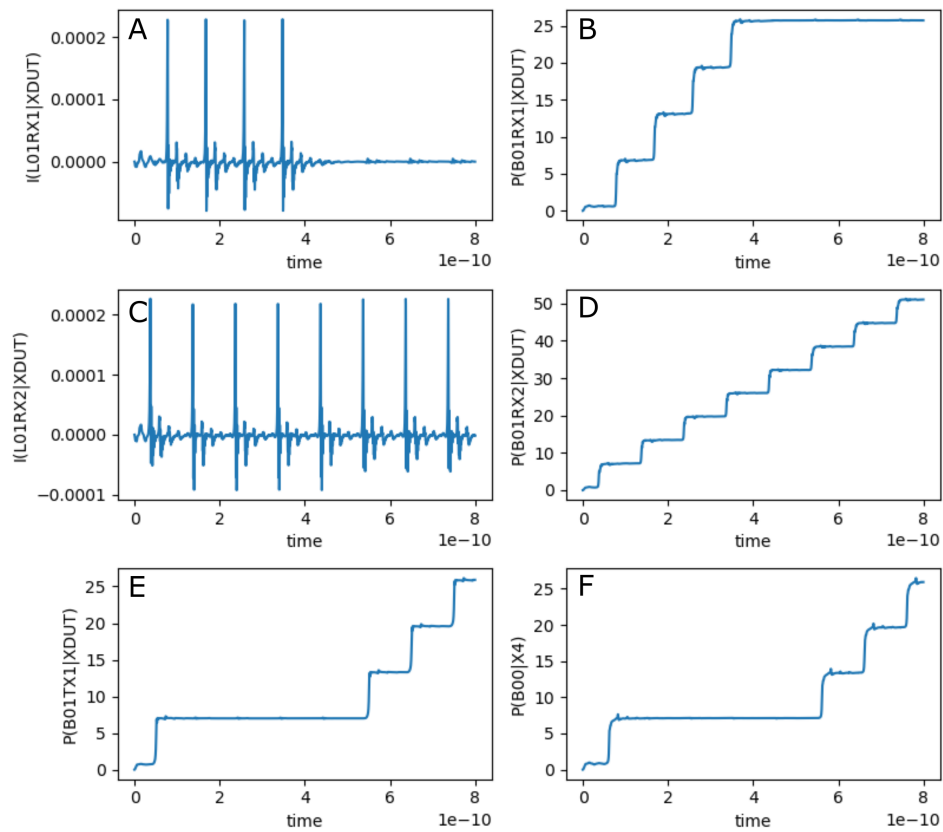 A
I(L01RX1|XDUT)
0.0002
0.0001
0.0000
0 2 4 6 8
time 1e−10
B
P(B01RX1|XDUT)
25
20
15
10
5
0
0 2 4 6 8
time 1e−10
C
I(L01RX2|XDUT)
0.0002
0.0001
0.0000
−0.0001
0 2 4 6 8
time 1e−10
D
P(B01RX2|XDUT)
50
40
30
20
10
0
0 2 4 6 8
time 1e−10
E
P(B01TX1|XDUT)
25
20
15
10
5
0
0 2 4 6 8
time 1e−10
F
P(B00|X4)
25
20
15
10
5
0
0 2 4 6 8
time 1e−10